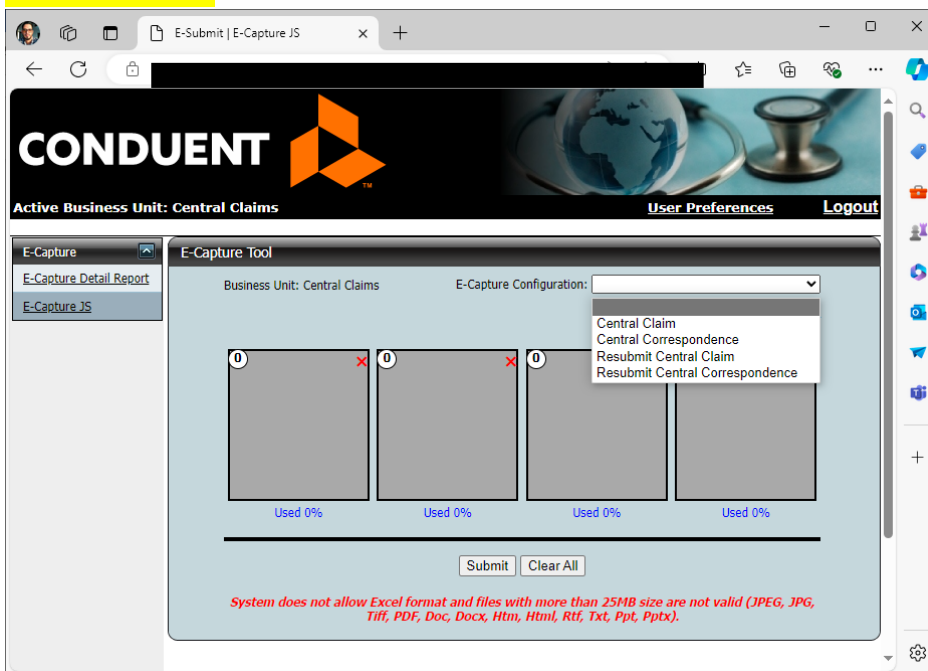 E-Submit | E-Capture JS
CONDUENT
TM
Active Business Unit: Central Claims
User Preferences
Logout
E-Capture
E-Capture Detail Report
E-Capture JS
E-Capture Tool
Business Unit: Central Claims
E-Capture Configuration:
Central Claim
Central Correspondence
Resubmit Central Claim
Resubmit Central Correspondence
0
0
0
Used 0%
Used 0%
Used 0%
Used 0%
Submit
Clear All
System does not allow Excel format and files with more than 25MB size are not valid (JPEG, JPG,
Tiff, PDF, Doc, Docx, Htm, Html, Rtf, Txt, Ppt, Pptx).